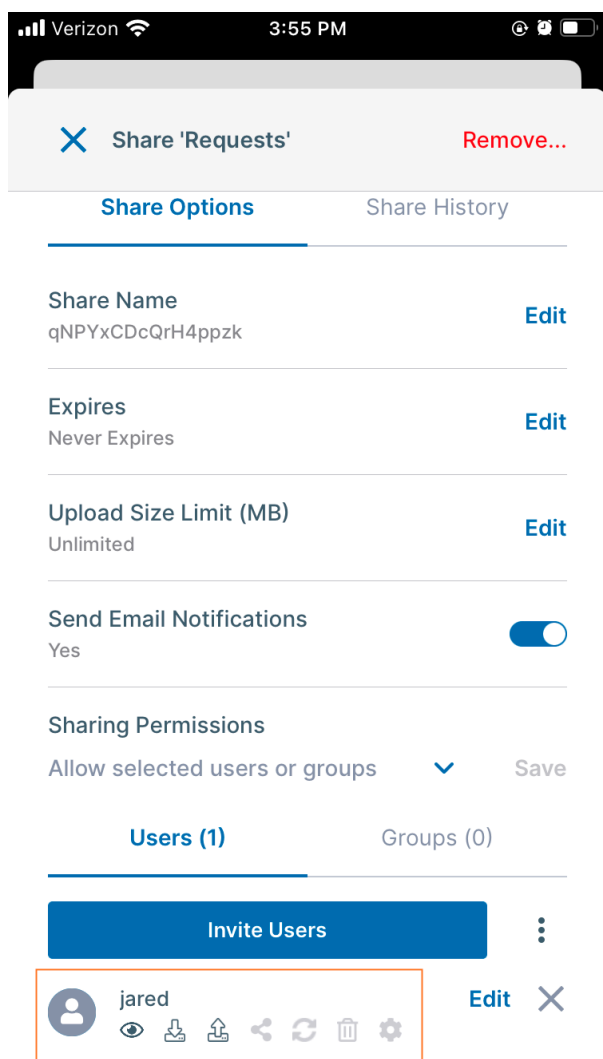 Verizon 3:55 PM
Share 'Requests' Remove...
Share Options Share History
Share Name
qNPYxCDcQrH4ppzk
Edit
Expires
Never Expires
Edit
Upload Size Limit (MB)
Unlimited
Edit
Send Email Notifications
Yes
Sharing Permissions
Allow selected users or groups Save
Users (1) Groups (0)
Invite Users
jared
Edit